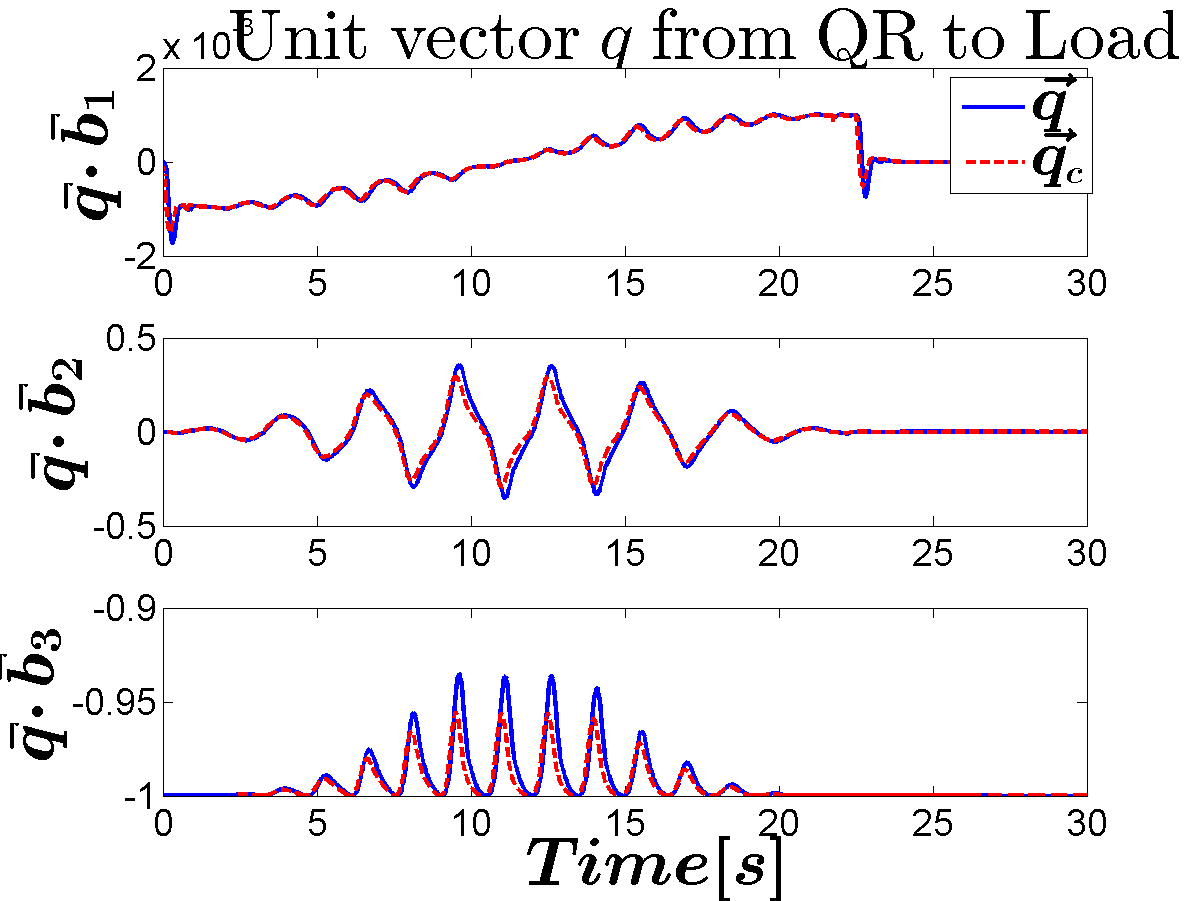 Unit vector q from QR to Load
x 10
3
2
0
-2
q̄ · b̄₁
0 5 10 15 20 25 30
q⃗
q⃗c
0.5
0
-0.5
q̄ · b̄₂
0 5 10 15 20 25 30
-0.9
-0.95
-1
q̄ · b̄₃
0 5 10 15 20 25 30
Time[s]